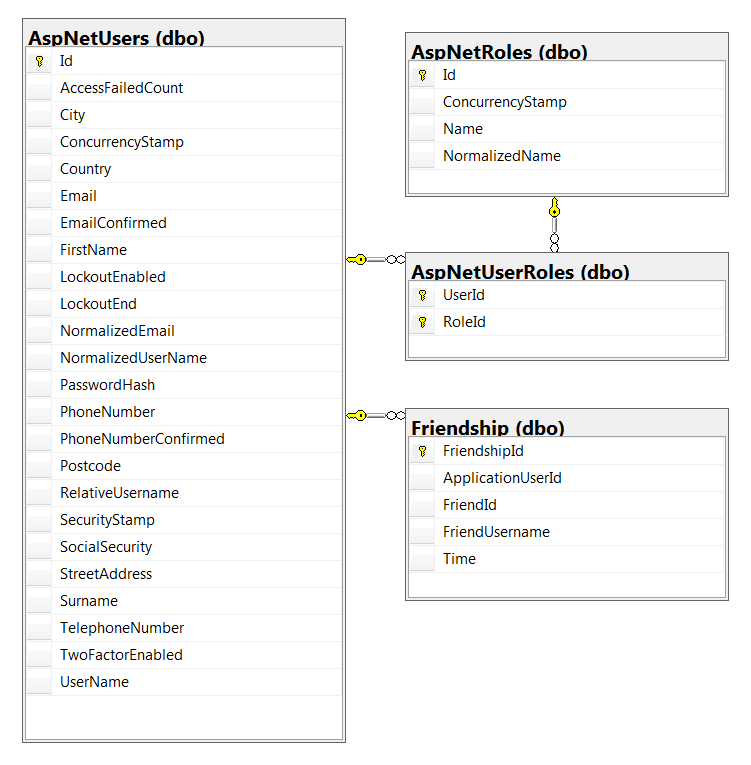 AspNetUsers (dbo)
Id
AccessFailedCount
City
ConcurrencyStamp
Country
Email
EmailConfirmed
FirstName
LockoutEnabled
LockoutEnd
NormalizedEmail
NormalizedUserName
PasswordHash
PhoneNumber
PhoneNumberConfirmed
Postcode
RelativeUsername
SecurityStamp
SocialSecurity
StreetAddress
Surname
TelephoneNumber
TwoFactorEnabled
UserName
AspNetRoles (dbo)
Id
ConcurrencyStamp
Name
NormalizedName
AspNetUserRoles (dbo)
UserId
RoleId
Friendship (dbo)
FriendshipId
ApplicationUserId
FriendId
FriendUsername
Time